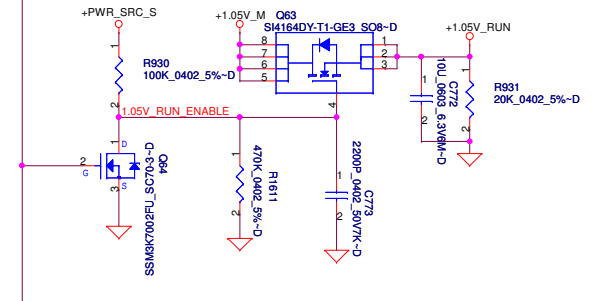 +PWR_SRC_S
+1.05V_M
Q63
SI4164DY-T1-GE3_SO8~D
+1.05V_RUN
8
7
6
5
1
2
3
4
1
R930
100K_0402_5%~D
2
1.05V_RUN_ENABLE
1
C772
10U_0603_6.3V6M~D
2
1
R931
20K_0402_5%~D
2
1
D
2
G
S
3
Q64
SSM3K7002FU_SC70-3~D
1
R1611
470K_0402_5%~D
2
1
C773
2200P_0402_50V7K~D
2